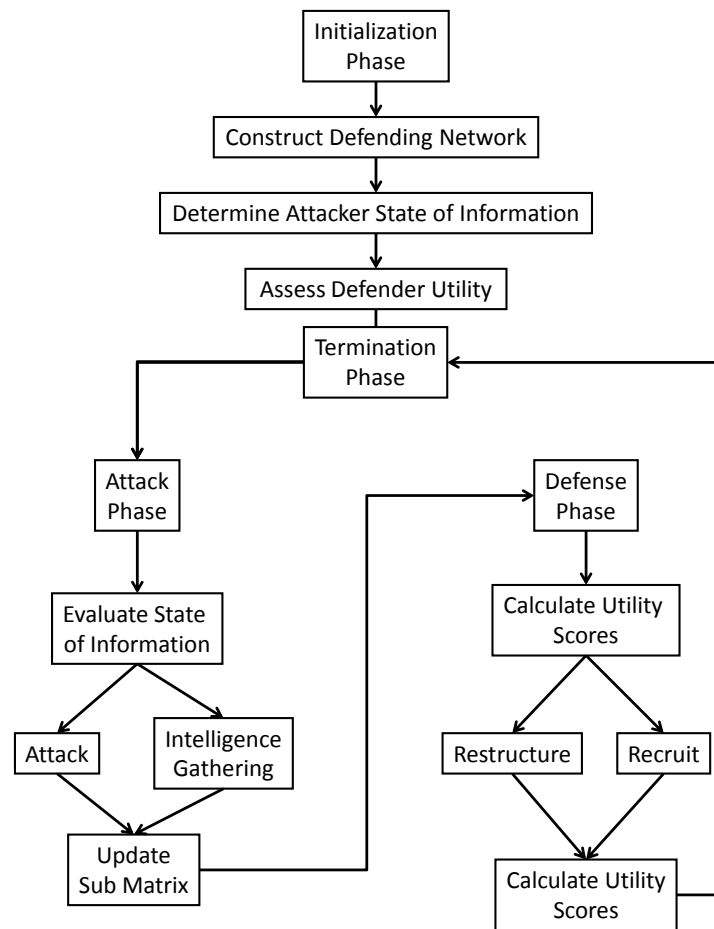 Initialization
Phase
Construct Defending Network
Determine Attacker State of Information
Assess Defender Utility
Termination
Phase
Attack
Phase
Evaluate State
of Information
Attack
Intelligence
Gathering
Update
Sub Matrix
Defense
Phase
Calculate Utility
Scores
Restructure
Recruit
Calculate Utility
Scores